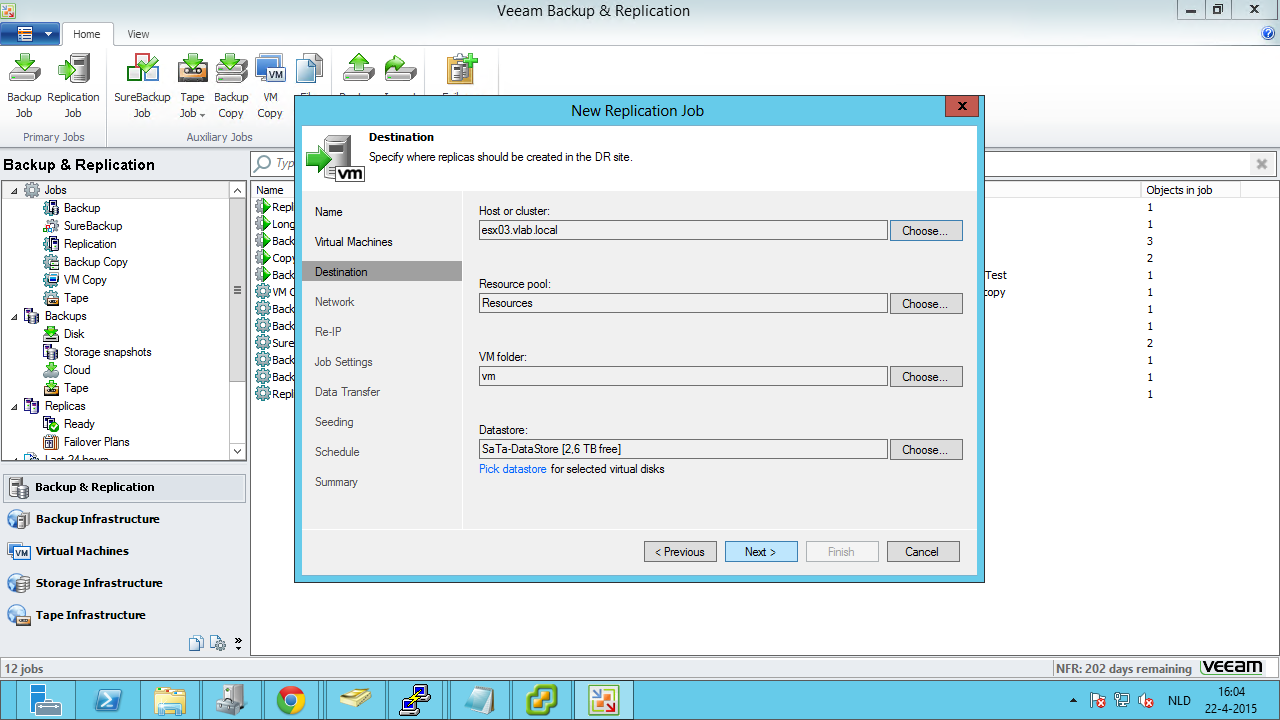 Veeam Backup & Replication
Home
View
Backup Job
Replication Job
SureBackup Job
Tape Job
Backup Copy
VM Copy
Primary Jobs
Auxiliary Jobs
New Replication Job
Destination
Specify where replicas should be created in the DR site.
Backup & Replication
Jobs
Backup
SureBackup
Replication
Backup Copy
VM Copy
Tape
Backups
Disk
Storage snapshots
Cloud
Tape
Replicas
Ready
Failover Plans
Last 24 hours
Backup & Replication
Backup Infrastructure
Virtual Machines
Storage Infrastructure
Tape Infrastructure
Name
Repl
Long
Back
Copy
Back
VM C
Back
Back
Sure
Back
Back
Repl
Name
Virtual Machines
Destination
Network
Re-IP
Job Settings
Data Transfer
Seeding
Schedule
Summary
Host or cluster:
esx03.vlab.local
Choose...
Resource pool:
Resources
Choose...
VM folder:
vm
Choose...
Datastore:
SaTa-DataStore [2,6 TB free]
Choose...
Pick datastore for selected virtual disks
< Previous
Next >
Finish
Cancel
Objects in job
1
1
3
2
Test 1
copy 1
1
1
2
1
1
1
12 jobs
NFR: 202 days remaining
veeam
NLD
16:04
22-4-2015